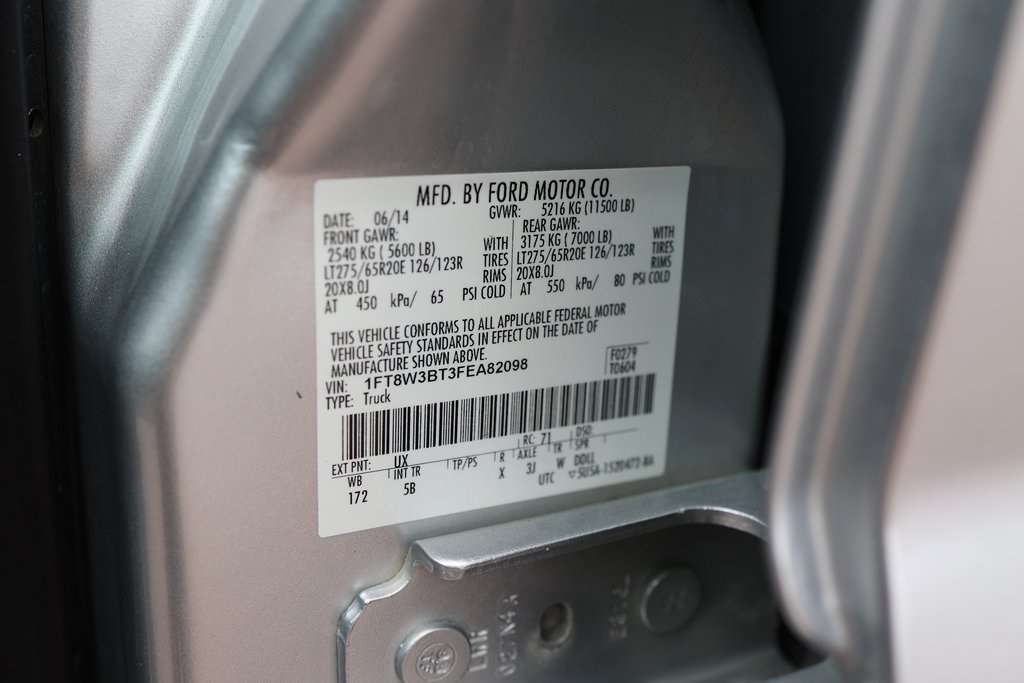 MFD. BY FORD MOTOR CO.
DATE: 06/14 GVWR: 5216 KG (11500 LB)
FRONT GAWR: REAR GAWR:
2540 KG ( 5600 LB) WITH 3175 KG ( 7000 LB) WITH
LT275/65R20E 126/123R TIRES LT275/65R20E 126/123R TIRES
20X8.0J RIMS 20X8.0J RIMS
AT 450 kPa/ 65 PSI COLD AT 550 kPa/ 80 PSI COLD
THIS VEHICLE CONFORMS TO ALL APPLICABLE FEDERAL MOTOR
VEHICLE SAFETY STANDARDS IN EFFECT ON THE DATE OF
MANUFACTURE SHOWN ABOVE.
VIN: 1FT8W3BT3FEA82098 F0279
TYPE: Truck T0604
EXT PNT: UX RC: 71 DSO:
WB INT TR TP/PS R AXLE TR SPR
172 5B X 3J W DDLL
UTC